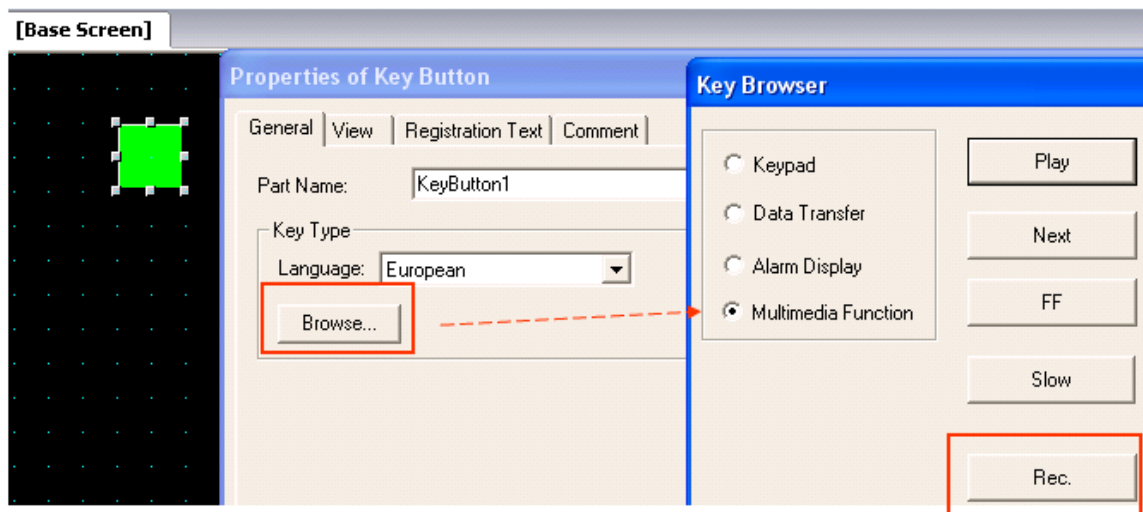 [Base Screen]
Properties of Key Button
General
View
Registration Text
Comment
Part Name:
KeyButton1
Key Type
Language:
European
Browse...
Key Browser
Keypad
Data Transfer
Alarm Display
Multimedia Function
Play
Next
FF
Slow
Rec.